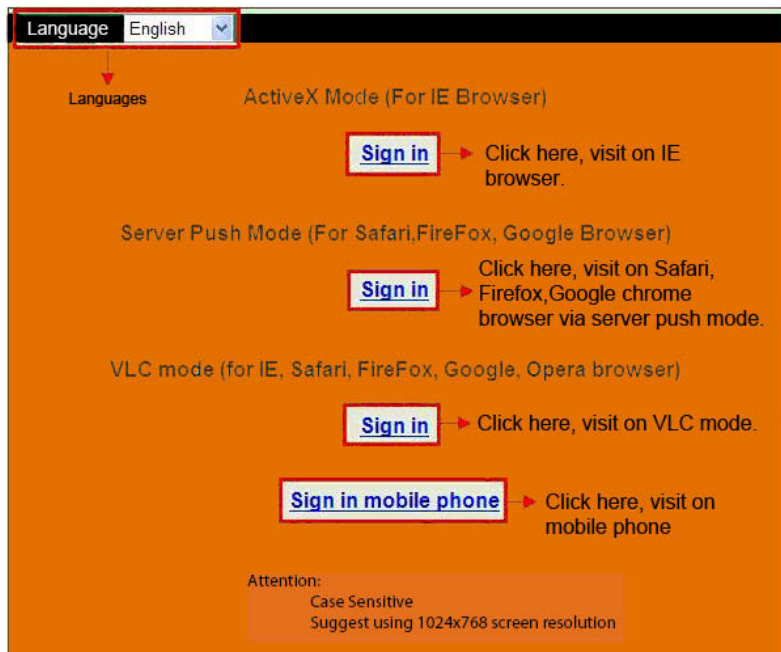 Language English
Languages
ActiveX Mode (For IE Browser)
Sign in
Click here, visit on IE
browser.
Server Push Mode (For Safari,FireFox, Google Browser)
Sign in
Click here, visit on Safari,
Firefox,Google chrome
browser via server push mode.
VLC mode (for IE, Safari, FireFox, Google, Opera browser)
Sign in
Click here, visit on VLC mode.
Sign in mobile phone
Click here, visit on
mobile phone
Attention:
Case Sensitive
Suggest using 1024x768 screen resolution